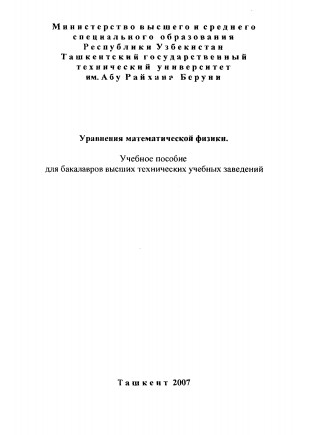 Министерство высшего и среднего
специального образования
Республики Узбекистан
Ташкентский государственный
технический университет
им. Абу Райхана Беруни
Уравнения математической физики.
Учебное пособие
для бакалавров высших технических учебных заведений
Ташкент 2007